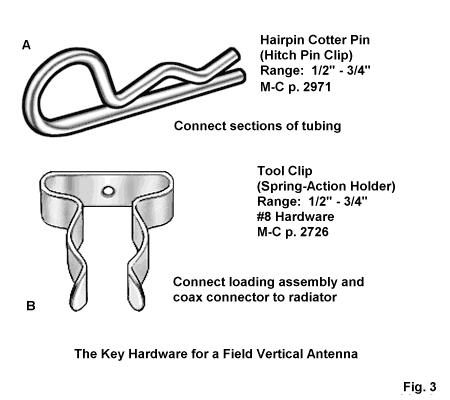 A
Hairpin Cotter Pin
(Hitch Pin Clip)
Range:  1/2" - 3/4"
M-C p. 2971
Connect sections of tubing
Tool Clip
(Spring-Action Holder)
Range:  1/2" - 3/4"
#8 Hardware
M-C p. 2726
Connect loading assembly and
coax connector to radiator
B
The Key Hardware for a Field Vertical Antenna
Fig. 3